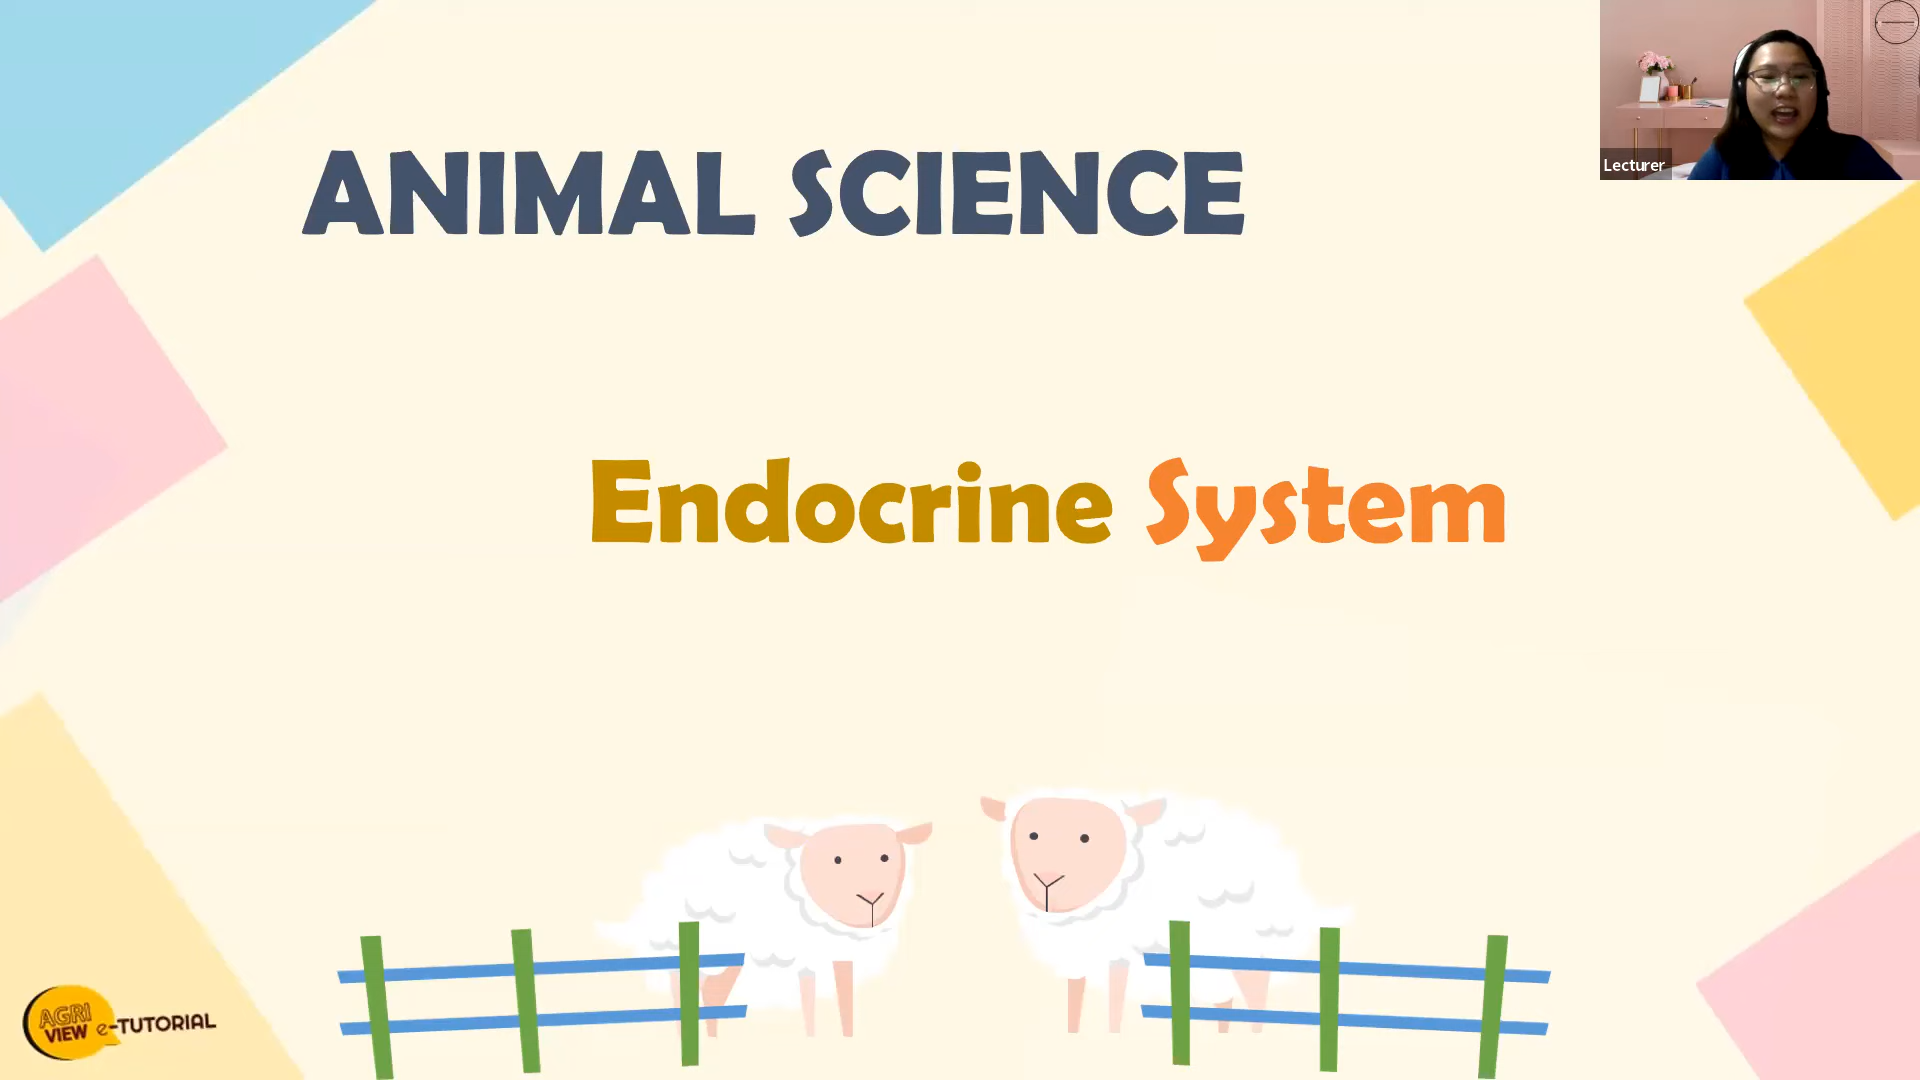 ANIMAL SCIENCE
Lecturer
Endocrine System
AGRI
VIEW e-TUTORIAL